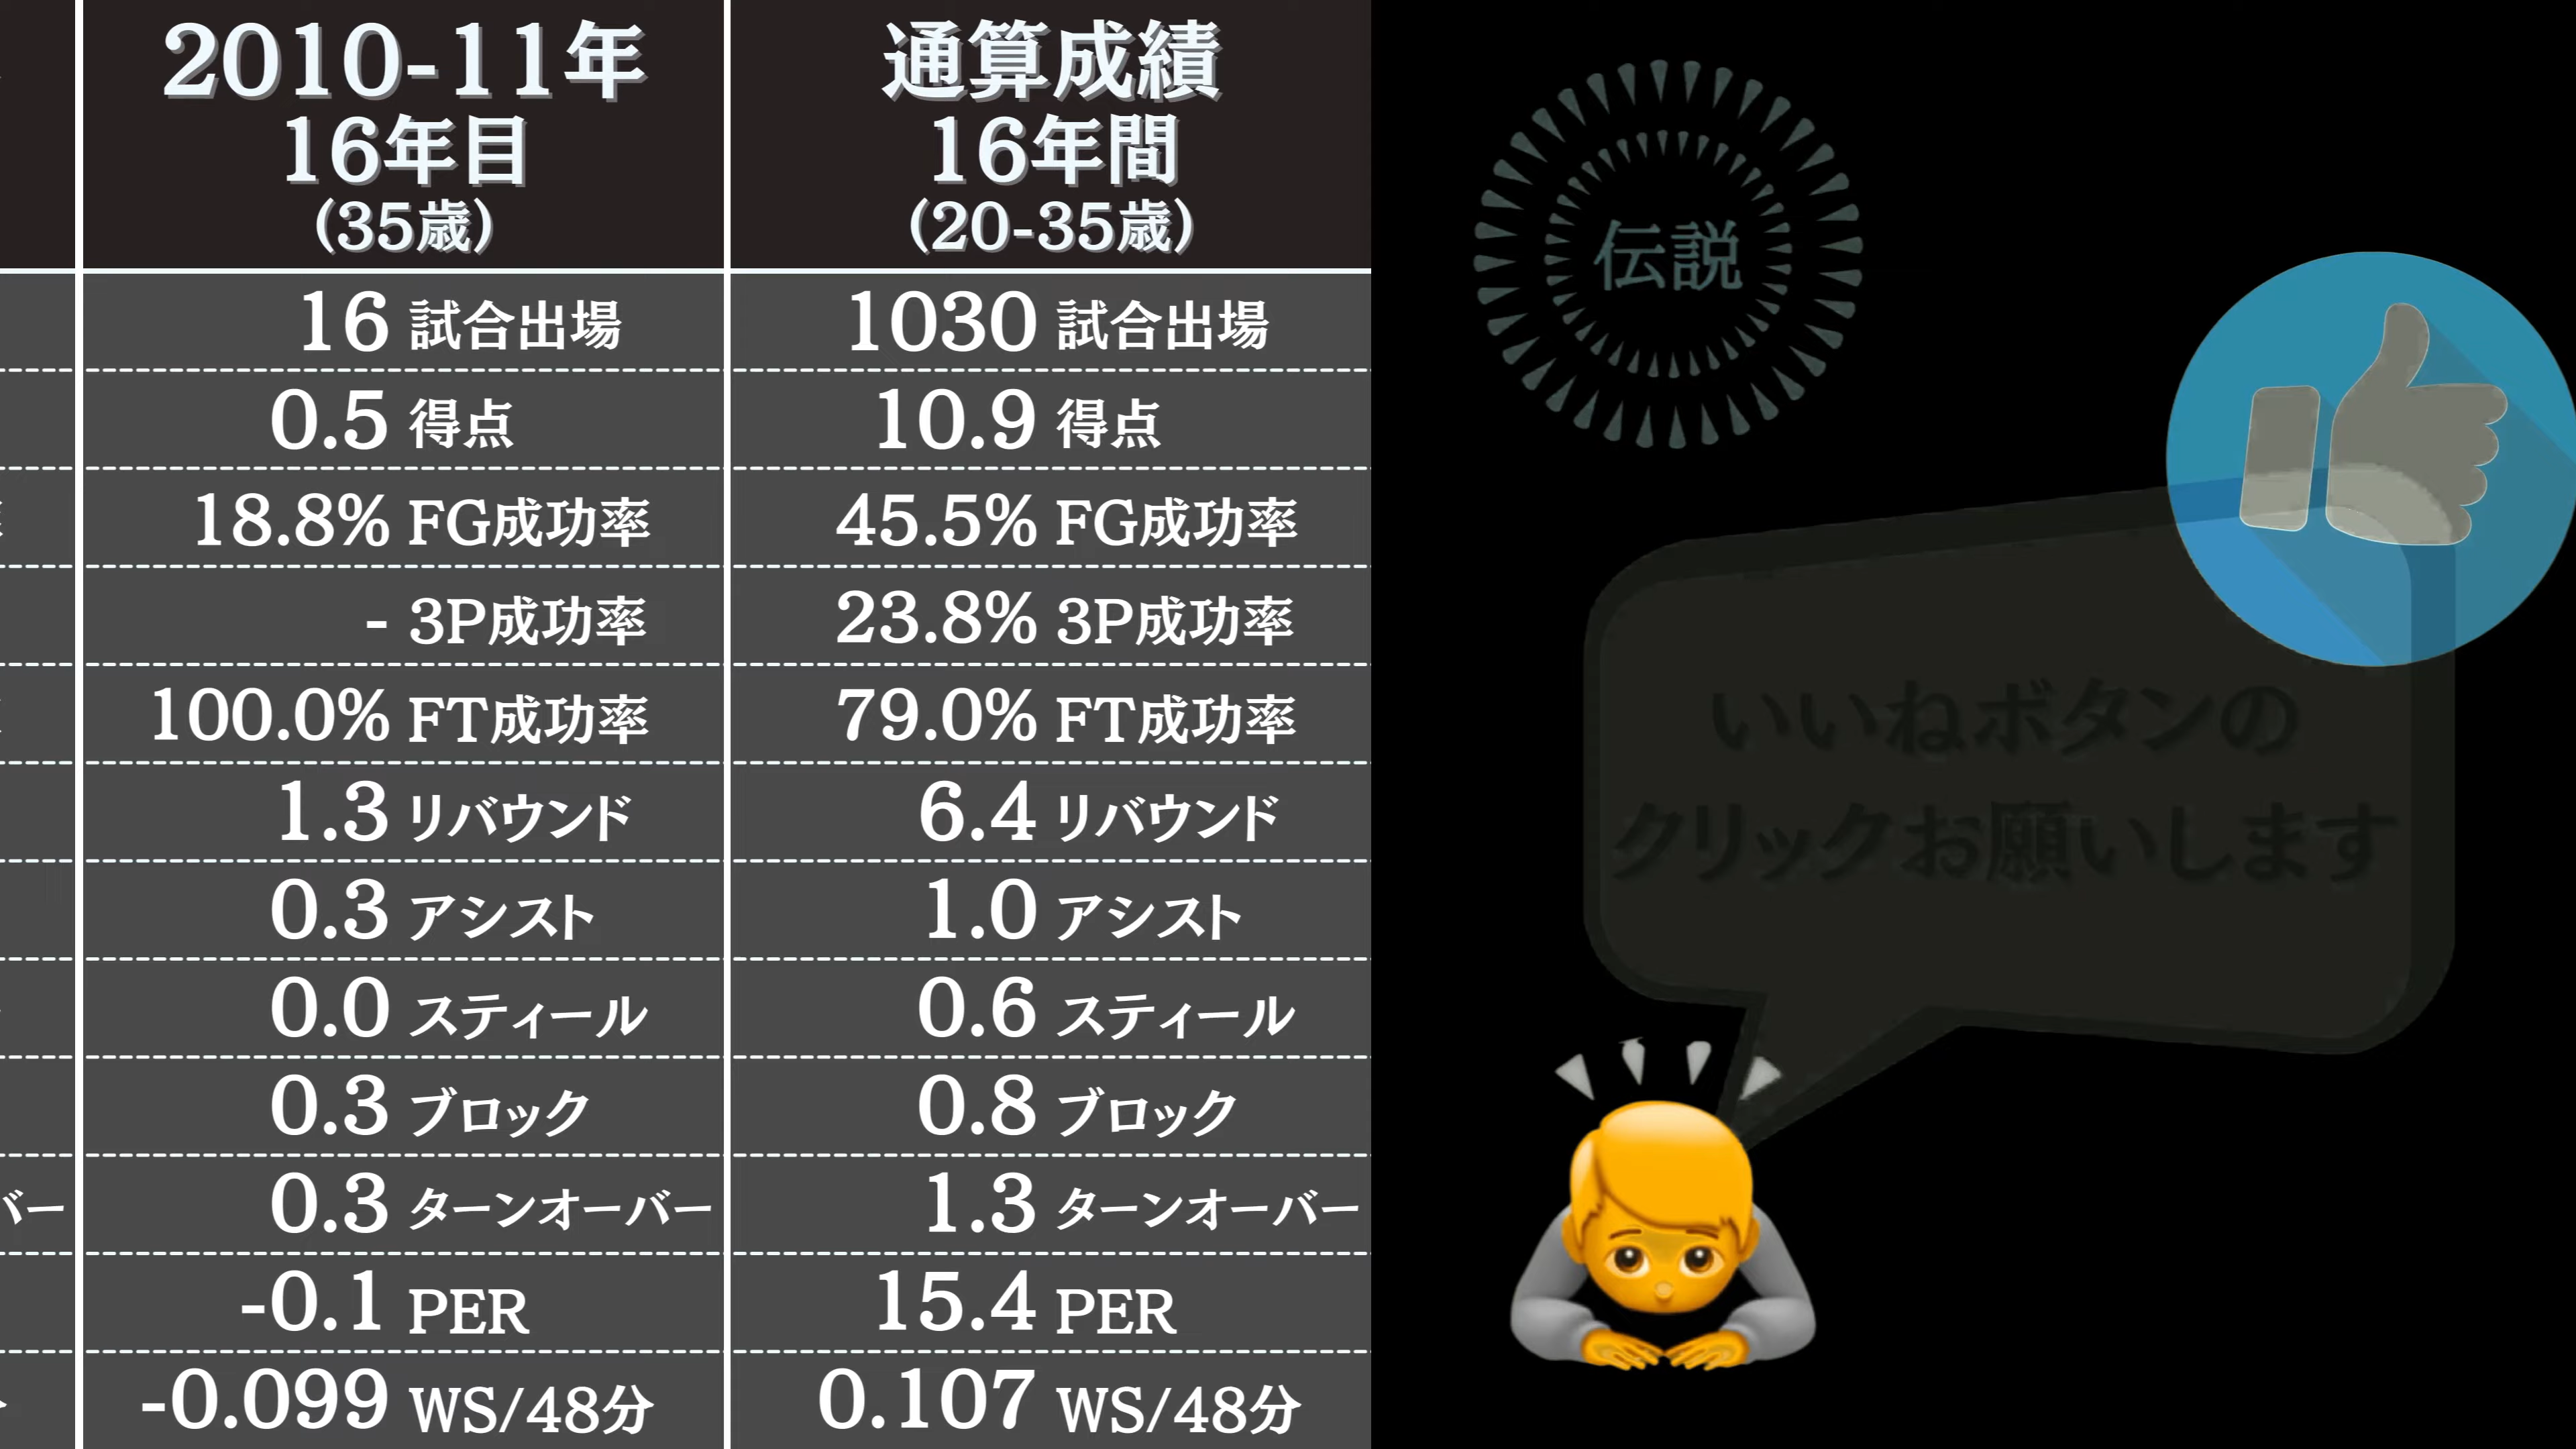 2010-11年
16年目
(35歳)
16 試合出場
0.5 得点
18.8% FG成功率
- 3P成功率
100.0% FT成功率
1.3 リバウンド
0.3 アシスト
0.0 スティール
0.3 ブロック
0.3 ターンオーバー
-0.1 PER
-0.099 WS/48分
通算成績
16年間
(20-35歳)
1030 試合出場
10.9 得点
45.5% FG成功率
23.8% 3P成功率
79.0% FT成功率
6.4 リバウンド
1.0 アシスト
0.6 スティール
0.8 ブロック
1.3 ターンオーバー
15.4 PER
0.107 WS/48分
伝説
いいねボタンの
クリックお願いします
バー